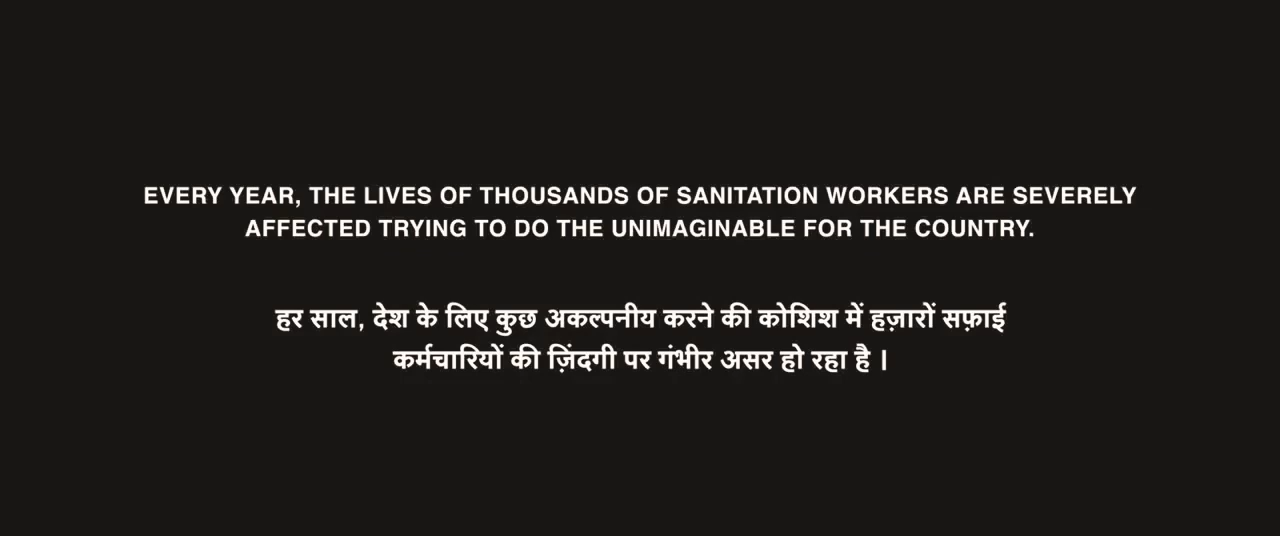 EVERY YEAR, THE LIVES OF THOUSANDS OF SANITATION WORKERS ARE SEVERELY
AFFECTED TRYING TO DO THE UNIMAGINABLE FOR THE COUNTRY.
हर साल, देश के लिए कुछ अकल्पनीय करने की कोशिश में हज़ारों सफ़ाई
कर्मचारियों की ज़िंदगी पर गंभीर असर हो रहा है ।